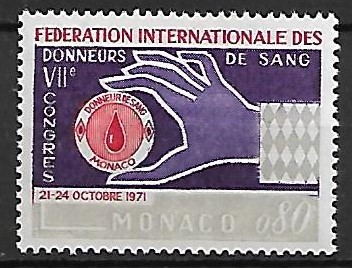 FEDERATION INTERNATIONALE DES
DONNEURS DE SANG
VIIe
CONGRES
DONNEUR DE SANG
MONACO
21-24 OCTOBRE 1971
MONACO 0,80